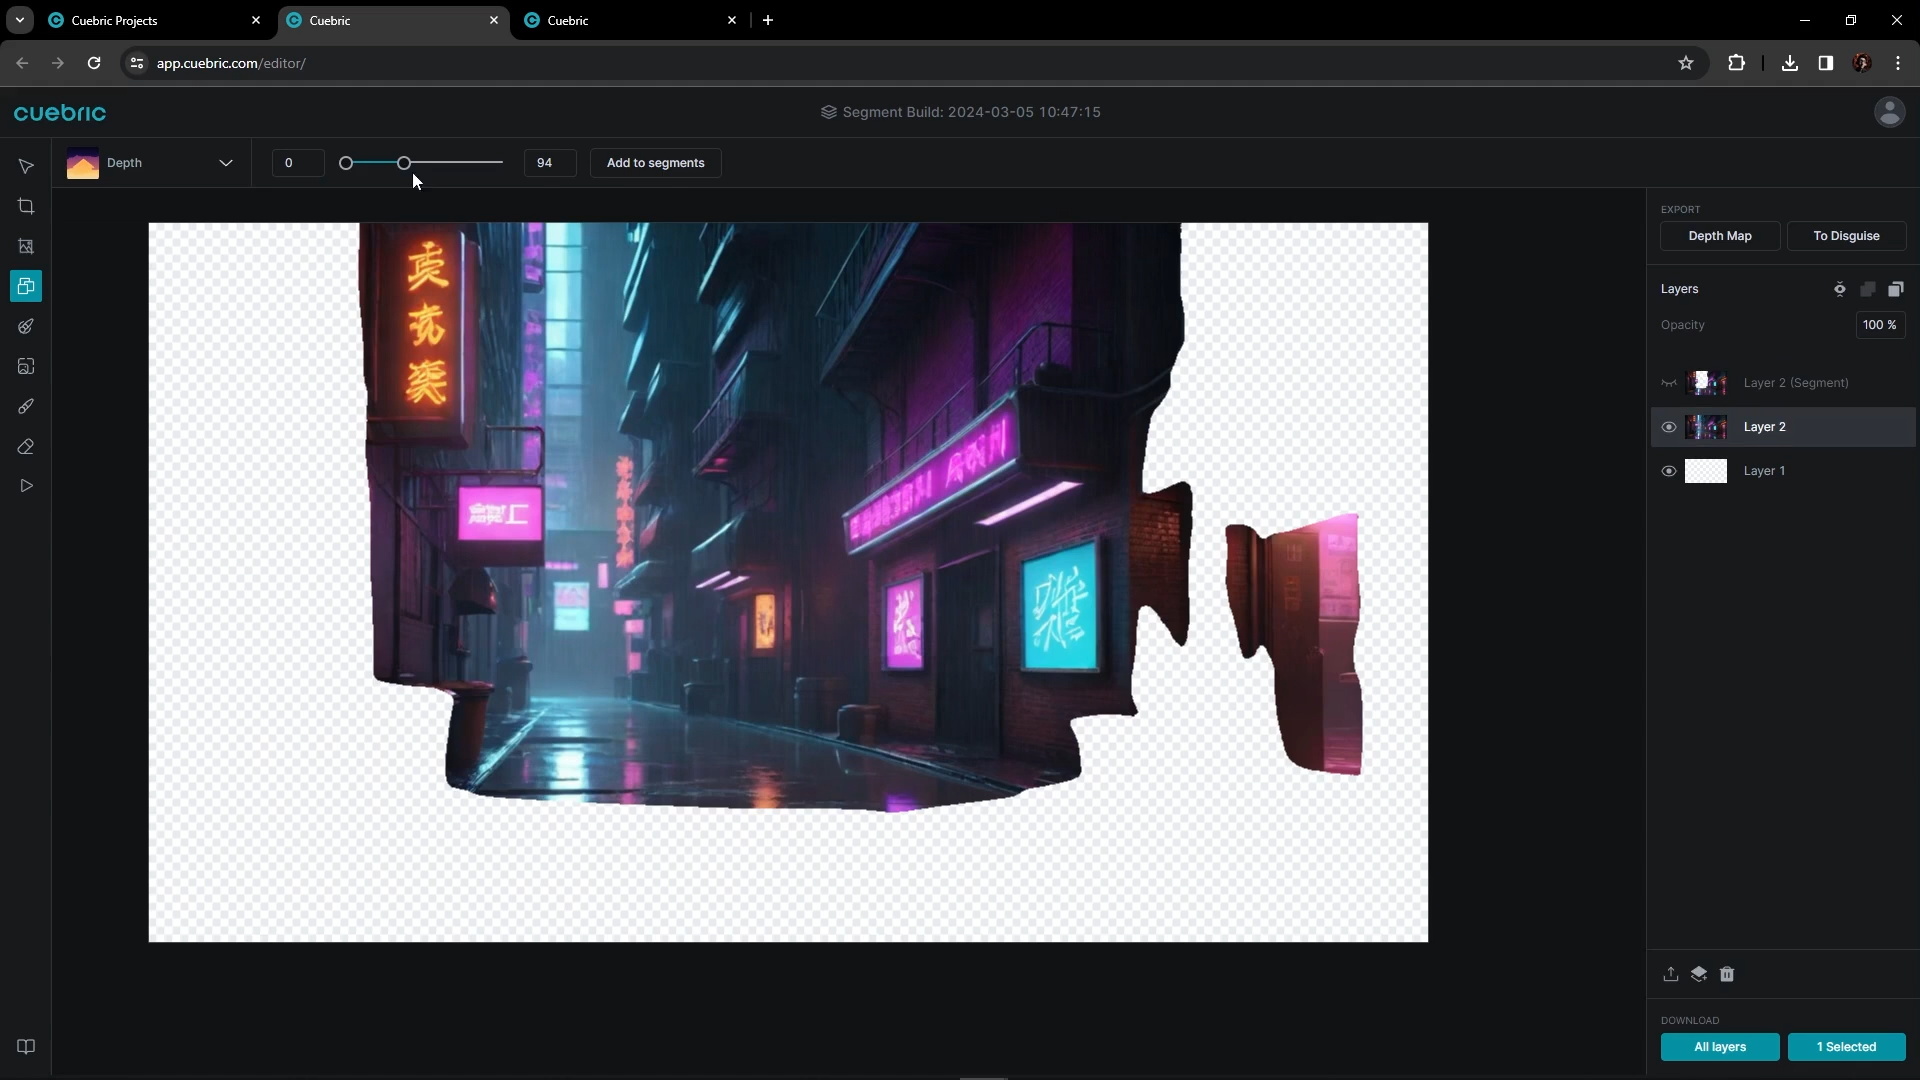 Cuebric Projects
Cuebric
Cuebric
app.cuebric.com/editor/
cuebric
Segment Build: 2024-03-05 10:47:15
Depth
0
94
Add to segments
EXPORT
Depth Map
To Disguise
Layers
Opacity
100 %
Layer 2 (Segment)
Layer 2
Layer 1
DOWNLOAD
All layers
1 Selected